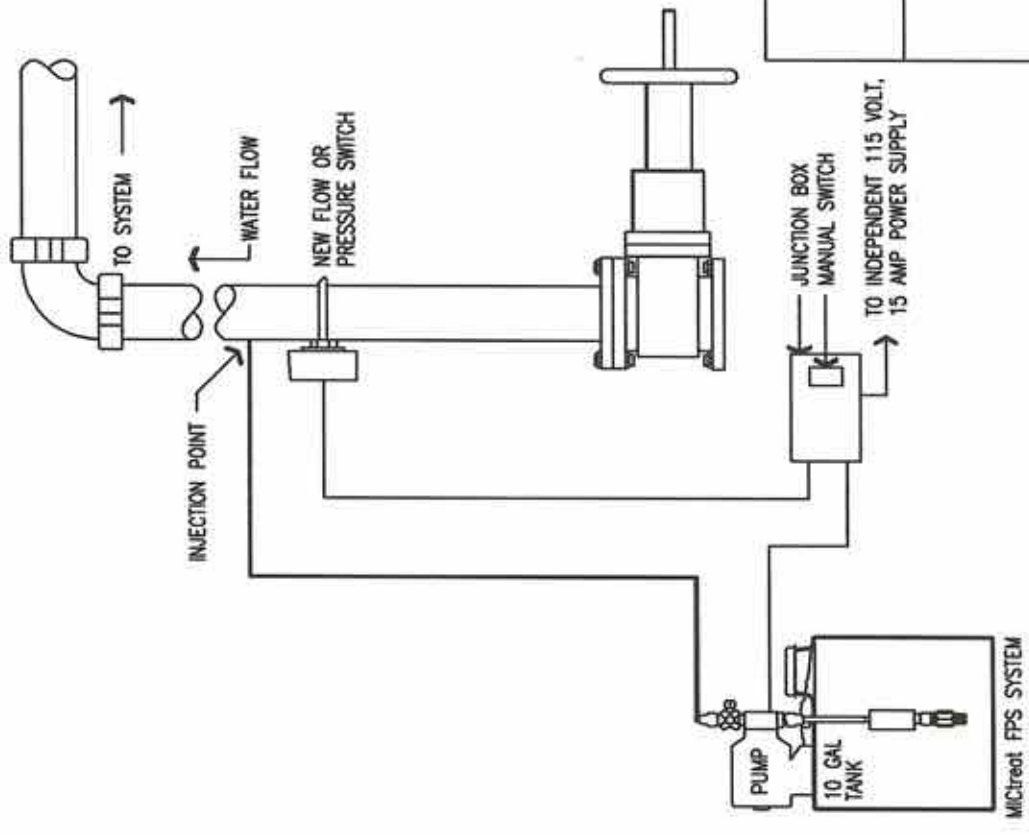 TO SYSTEM
WATER FLOW
INJECTION POINT
NEW FLOW OR
PRESSURE SWITCH
JUNCTION BOX
MANUAL SWITCH
TO INDEPENDENT 115 VOLT,
15 AMP POWER SUPPLY
PUMP
10 GAL
TANK
MICtreat FPS SYSTEM